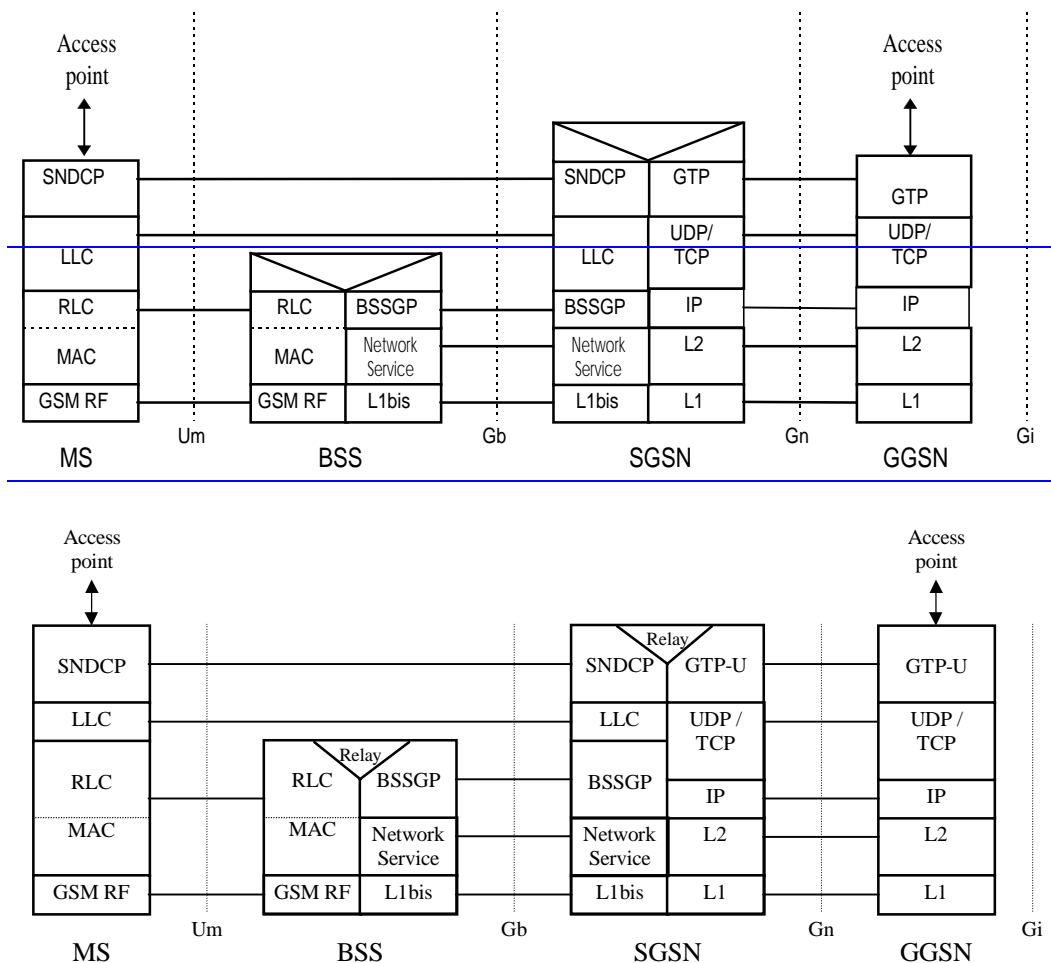 Access
point
Access
point
SNDCP
SNDCP
GTP
GTP
LLC
LLC
UDP/
TCP
UDP/
TCP
RLC
RLC
BSSGP
BSSGP
IP
IP
MAC
MAC
Network
Service
Network
Service
L2
L2
GSM RF
GSM RF
L1bis
L1bis
L1
L1
Um
Gb
Gn
Gi
MS
BSS
SGSN
GGSN
Access
point
Access
point
Relay
SNDCP
SNDCP
GTP-U
GTP-U
LLC
LLC
UDP /
TCP
UDP /
TCP
Relay
RLC
RLC
BSSGP
BSSGP
IP
IP
MAC
MAC
Network
Service
Network
Service
L2
L2
GSM RF
GSM RF
L1bis
L1bis
L1
L1
Um
Gb
Gn
Gi
MS
BSS
SGSN
GGSN